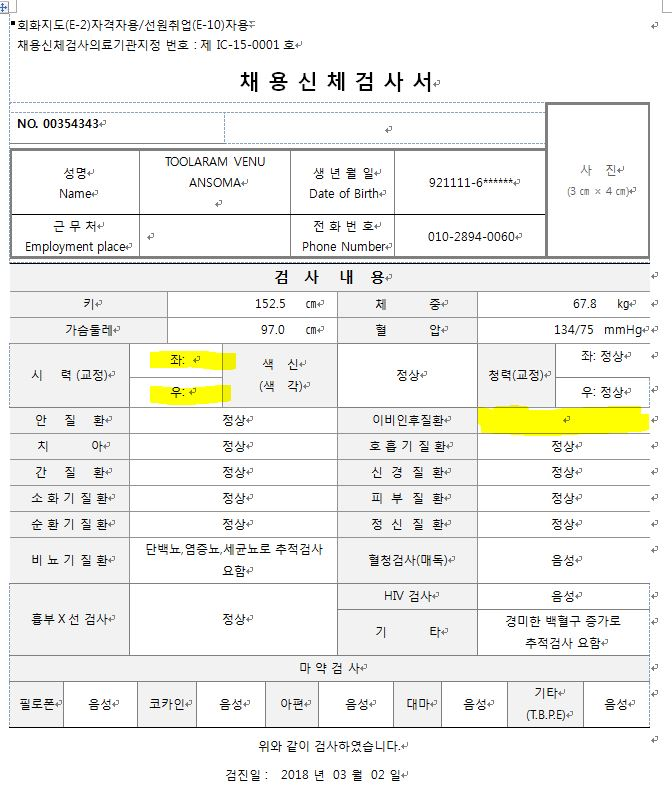 회화지도(E-2)자격자용/선원취업(E-10)자용
채용신체검사의료기관지정 번호 : 제 IC-15-0001 호
채 용 신 체 검 사 서
NO. 00354343
사 진
(3 ㎝ × 4 ㎝)
성명
Name
TOOLARAM VENU
ANSOMA
생 년 월 일
Date of Birth
921111-6******
근 무 처
Employment place
전 화 번 호
Phone Number
010-2894-0060
검 사 내 용
키 152.5 ㎝ 체 중 67.8 kg
가슴둘레 97.0 ㎝ 혈 압 134/75 mmHg
시 력 (교정)
좌:
우:
색 신
(색 각)
정상
청력(교정)
좌: 정상
우: 정상
안 질 환 정상 이비인후질환
치 아 정상 호 흡 기 질 환 정상
간 질 환 정상 신 경 질 환 정상
소 화 기 질 환 정상 피 부 질 환 정상
순 환 기 질 환 정상 정 신 질 환 정상
비 뇨 기 질 환
단백뇨,염증뇨,세균뇨로 추적검사
요함
혈청검사(매독) 음성
흉부 X 선 검사 정상
HIV 검사 음성
기 타
경미한 백혈구 증가로
추적검사 요함
마 약 검 사
필로폰 음성 코카인 음성 아편 음성 대마 음성
기타
(T.B.P.E)
음성
위와 같이 검사하였습니다.
검진일 : 2018 년 03 월 02 일